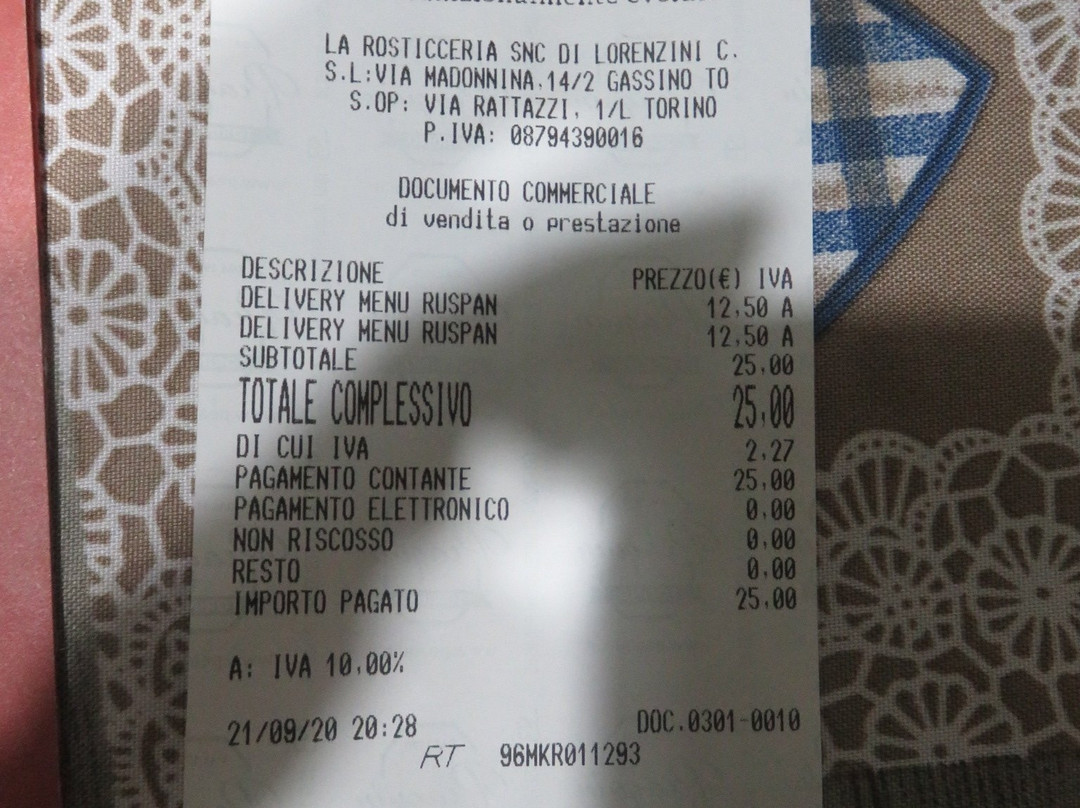 LA ROSTICCERIA SNC DI LORENZINI C.
S.L:VIA MADONNINA,14/2 GASSINO TO
S.OP: VIA RATTAZZI, 1/L TORINO
P.IVA: 08794390016
DOCUMENTO COMMERCIALE
di vendita o prestazione
DESCRIZIONE PREZZO(€) IVA
DELIVERY MENU RUSPAN 12,50 A
DELIVERY MENU RUSPAN 12,50 A
SUBTOTALE 25,00
TOTALE COMPLESSIVO 25,00
DI CUI IVA 2,27
PAGAMENTO CONTANTE 25,00
PAGAMENTO ELETTRONICO 0,00
NON RISCOSSO 0,00
RESTO 0,00
IMPORTO PAGATO 25,00
A: IVA 10,00%
21/09/20 20:28 DOC.0301-0010
RT 96MKR011293